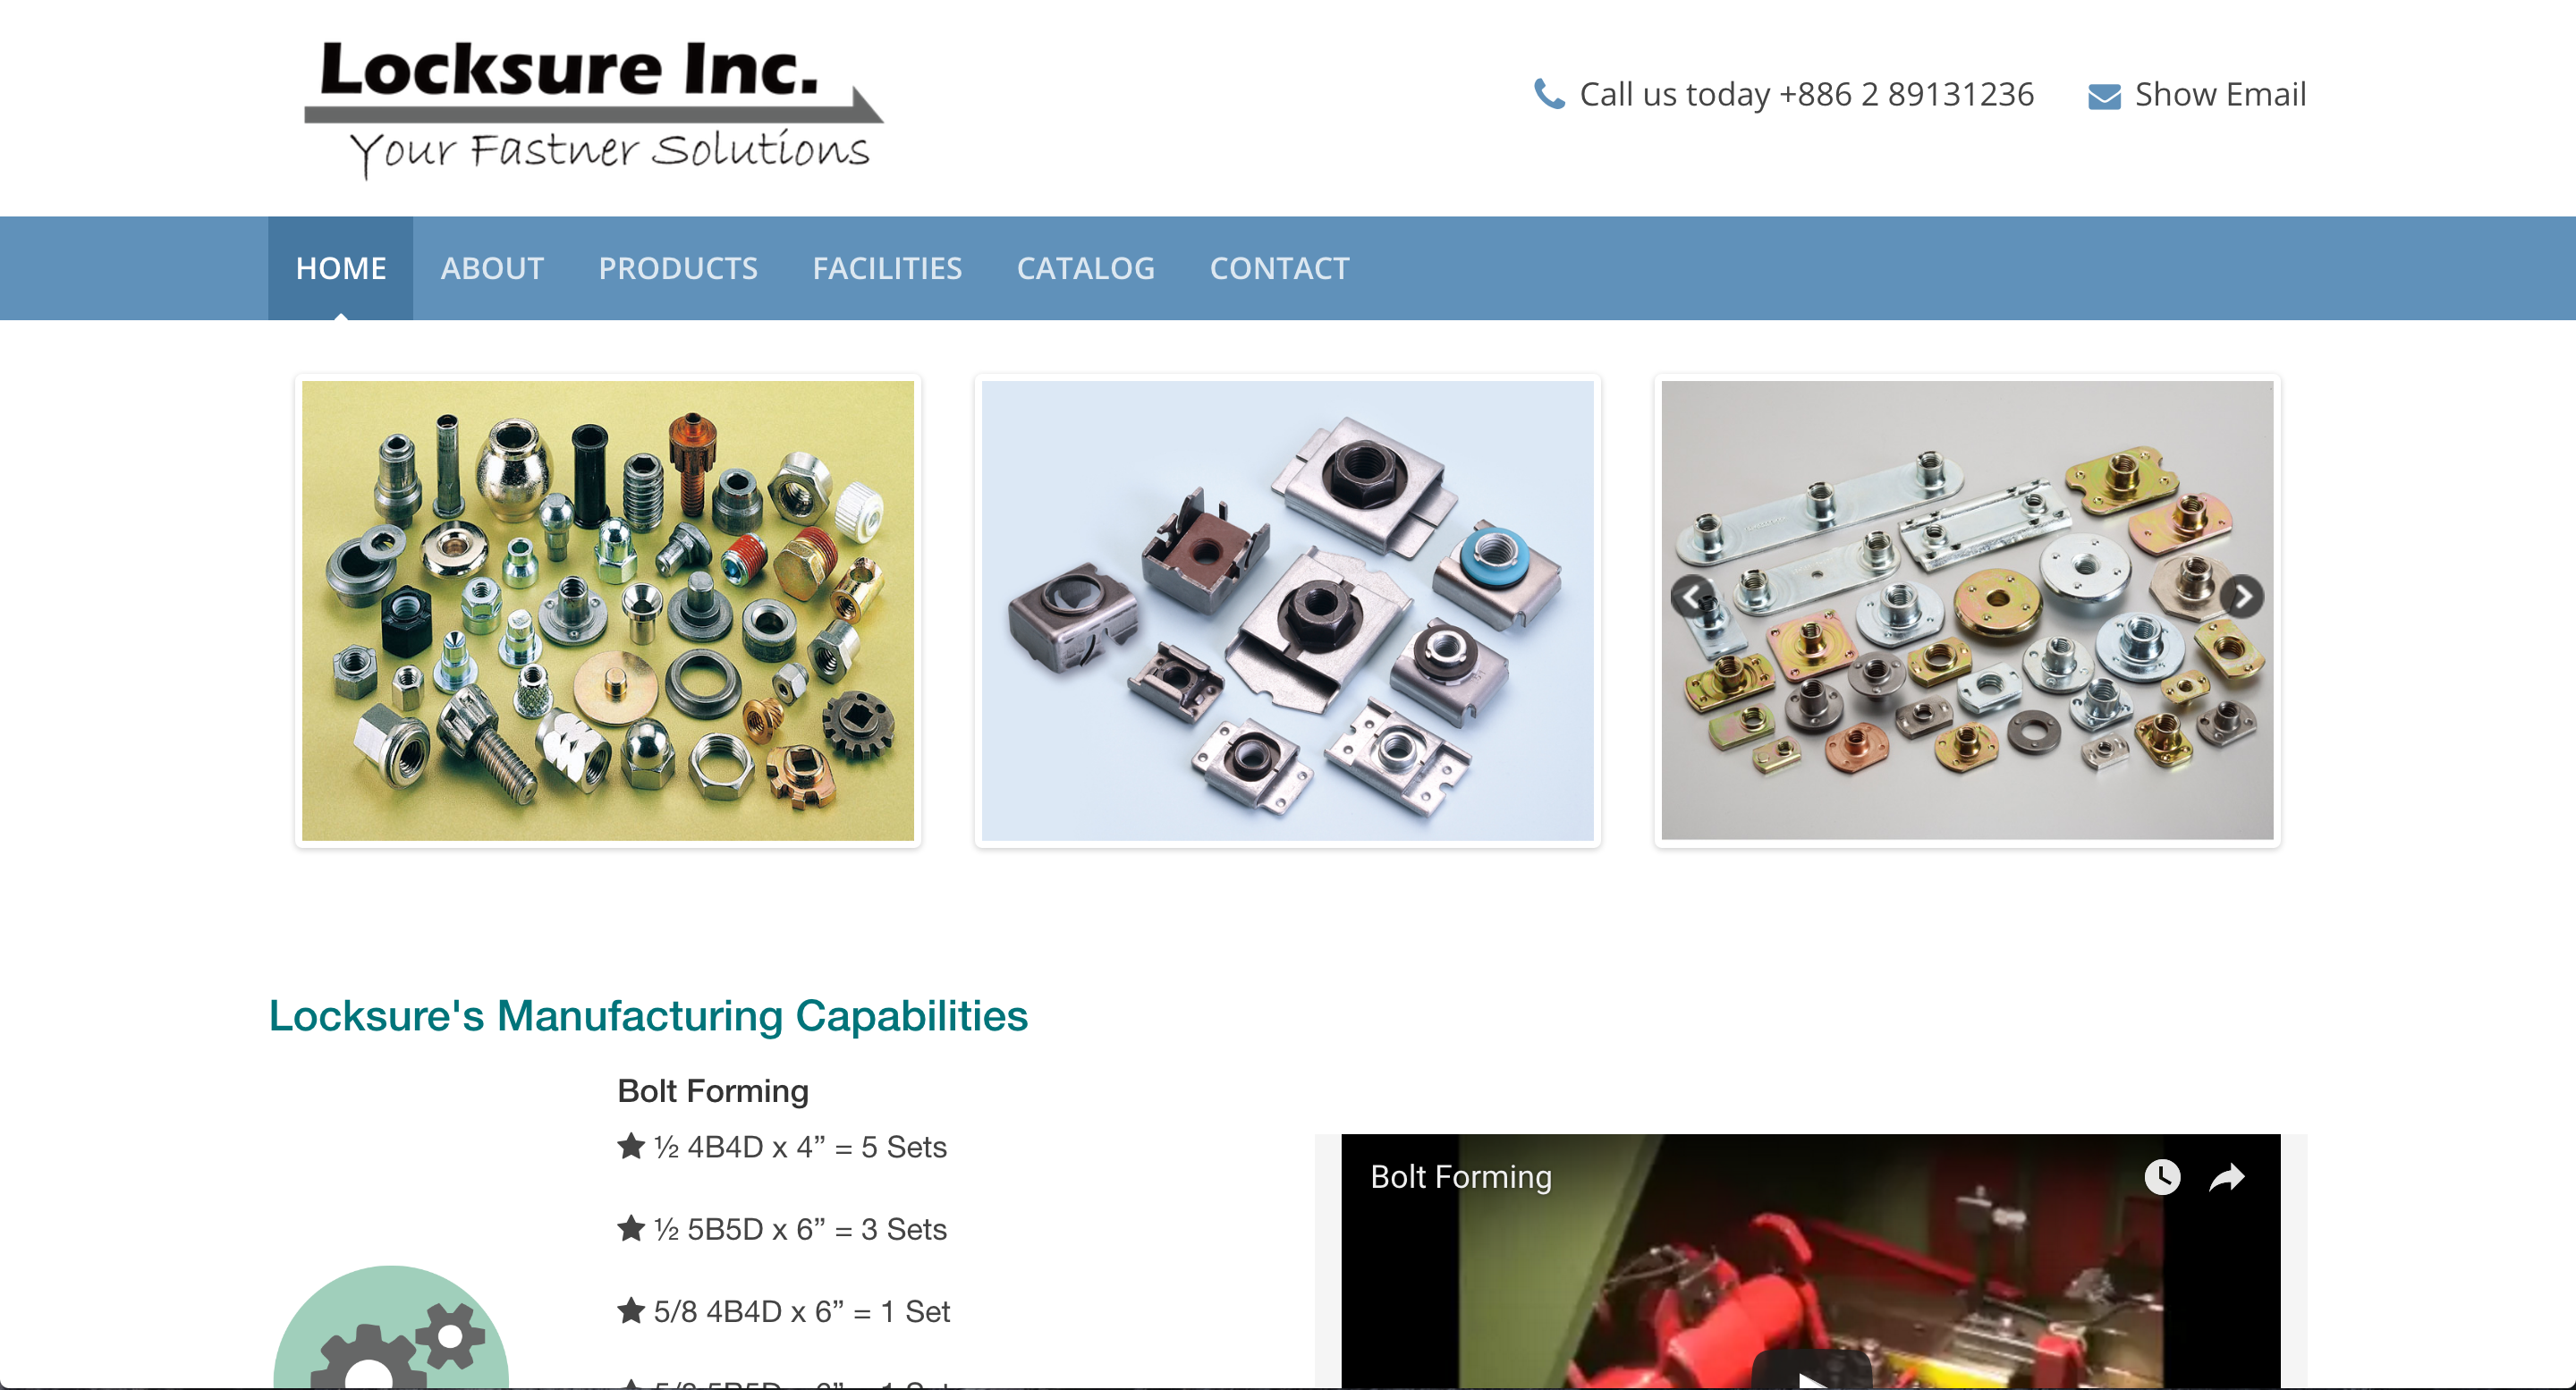 Locksure Inc.
Your Fastner Solutions
Call us today +886 2 89131236
Show Email
HOME ABOUT PRODUCTS FACILITIES CATALOG CONTACT
Locksure's Manufacturing Capabilities
Bolt Forming
★ ½ 4B4D x 4” = 5 Sets
★ ½ 5B5D x 6” = 3 Sets
★ 5/8 4B4D x 6” = 1 Set
Bolt Forming